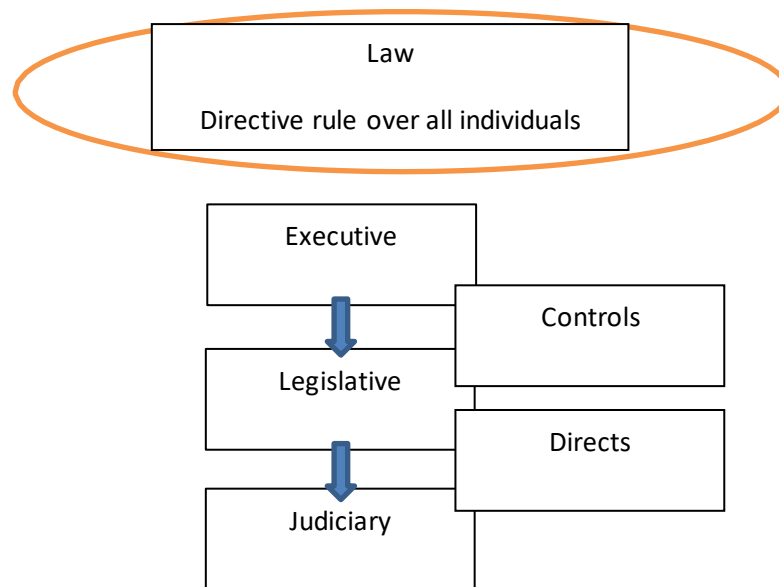 Law
Directive rule over all individuals
Executive
Controls
Legislative
Directs
Judiciary